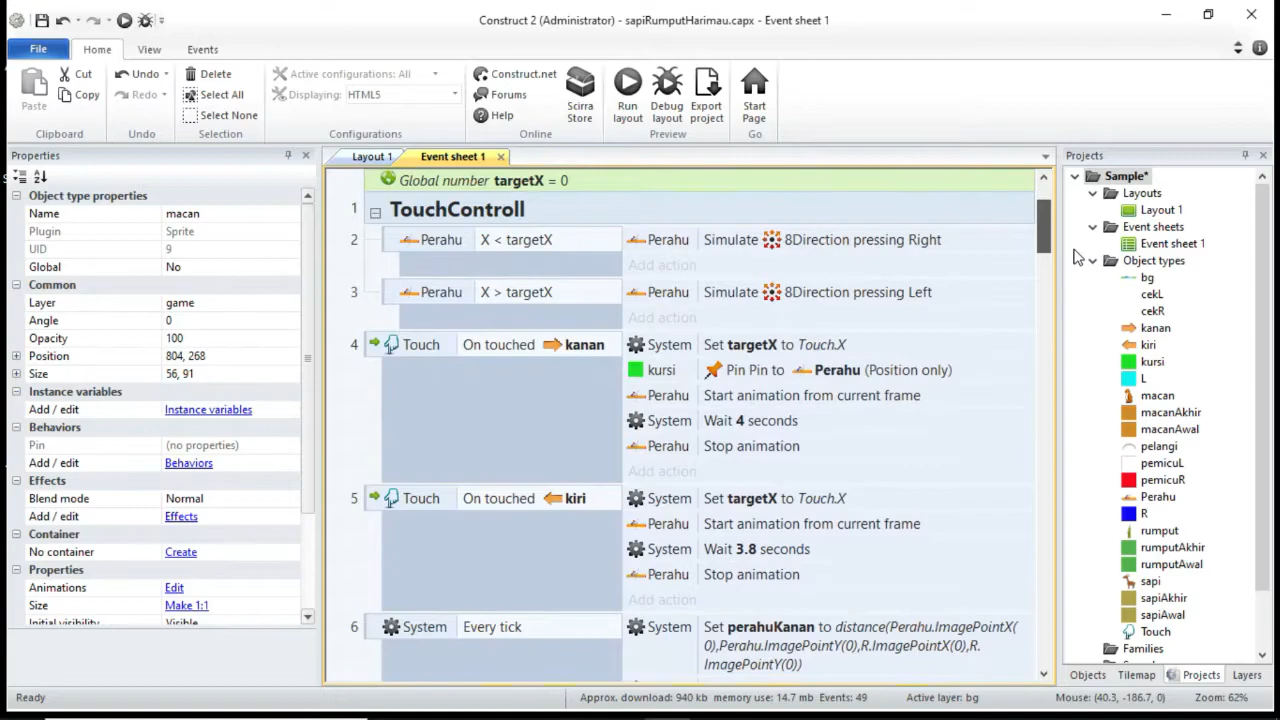 Construct 2 (Administrator) - sapiRumputHarimau.capx - Event sheet 1
File Home View Events
Paste
Cut
Copy
Clipboard
Undo
Redo
Undo
Delete
Select All
Select None
Selection
Active configurations: All
Displaying: HTML5
Configurations
Construct.net
Forums
Help
Scirra
Store
Online
Run
layout
Debug
layout
Export
project
Preview
Start
Page
Go
Properties
Object type properties
Name macan
Plugin Sprite
UID 9
Global No
Common
Layer game
Angle 0
Opacity 100
Position 804, 268
Size 56, 91
Instance variables
Add / edit Instance variables
Behaviors
Pin (no properties)
Add / edit Behaviors
Effects
Blend mode Normal
Add / edit Effects
Container
No container Create
Properties
Animations Edit
Size Make 1:1
Initial visibility Visible
Layout 1 Event sheet 1
Global number targetX = 0
1 TouchControll
2 Perahu X < targetX Perahu Simulate 8Direction pressing Right
Add action
3 Perahu X > targetX Perahu Simulate 8Direction pressing Left
Add action
4 Touch On touched kanan System Set targetX to Touch.X
kursi Pin Pin to Perahu (Position only)
Perahu Start animation from current frame
System Wait 4 seconds
Perahu Stop animation
Add action
5 Touch On touched kiri System Set targetX to Touch.X
Perahu Start animation from current frame
System Wait 3.8 seconds
Perahu Stop animation
Add action
6 System Every tick System Set perahuKanan to distance(Perahu.ImagePointX(
0),Perahu.ImagePointY(0),R.ImagePointX(0),R.
ImagePointY(0))
Projects
Sample*
Layouts
Layout 1
Event sheets
Event sheet 1
Object types
bg
cekL
cekR
kanan
kiri
kursi
L
macan
macanAkhir
macanAwal
pelangi
pemicuL
pemicuR
Perahu
R
rumput
rumputAkhir
rumputAwal
sapi
sapiAkhir
sapiAwal
Touch
Families
Objects Tilemap Projects Layers
Ready Approx. download: 940 kb memory use: 14.7 mb Events: 49 Active layer: bg Mouse: (40.3, -186.7, 0) Zoom: 62%